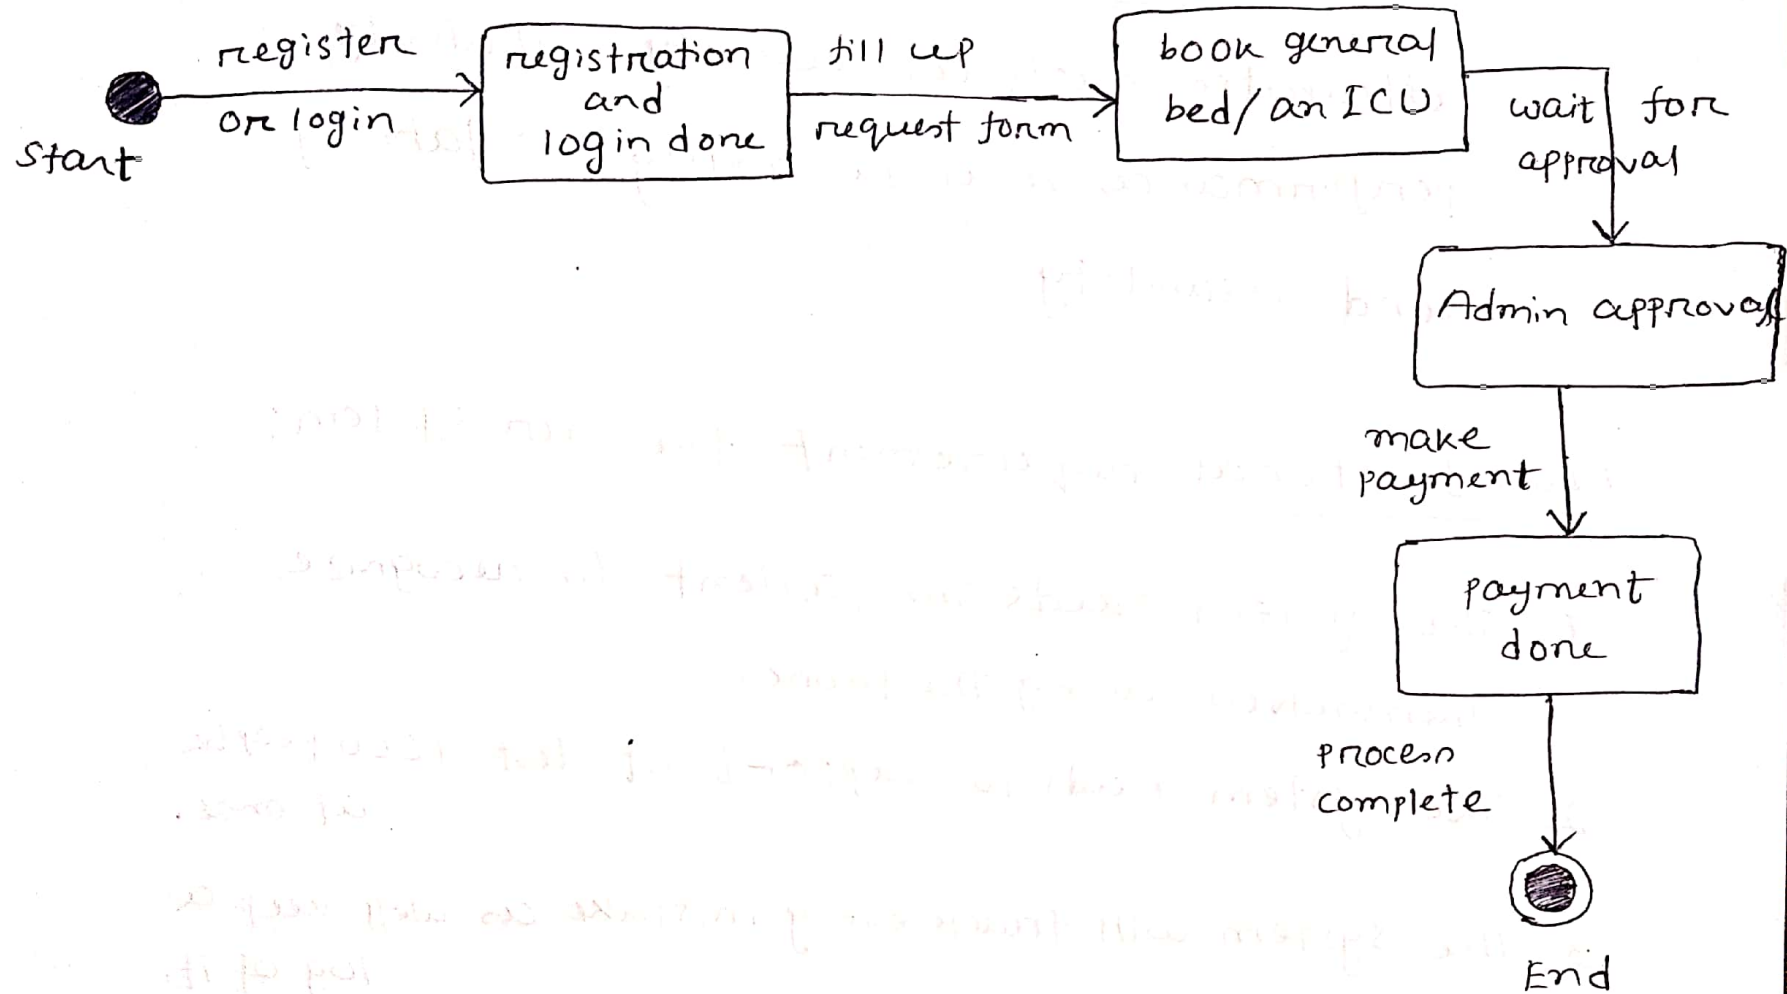 Start
register
or login
registration
and
login done
fill up
request form
book general
bed/an ICU
wait for
approval
Admin approval
make
payment
payment
done
process
complete
End